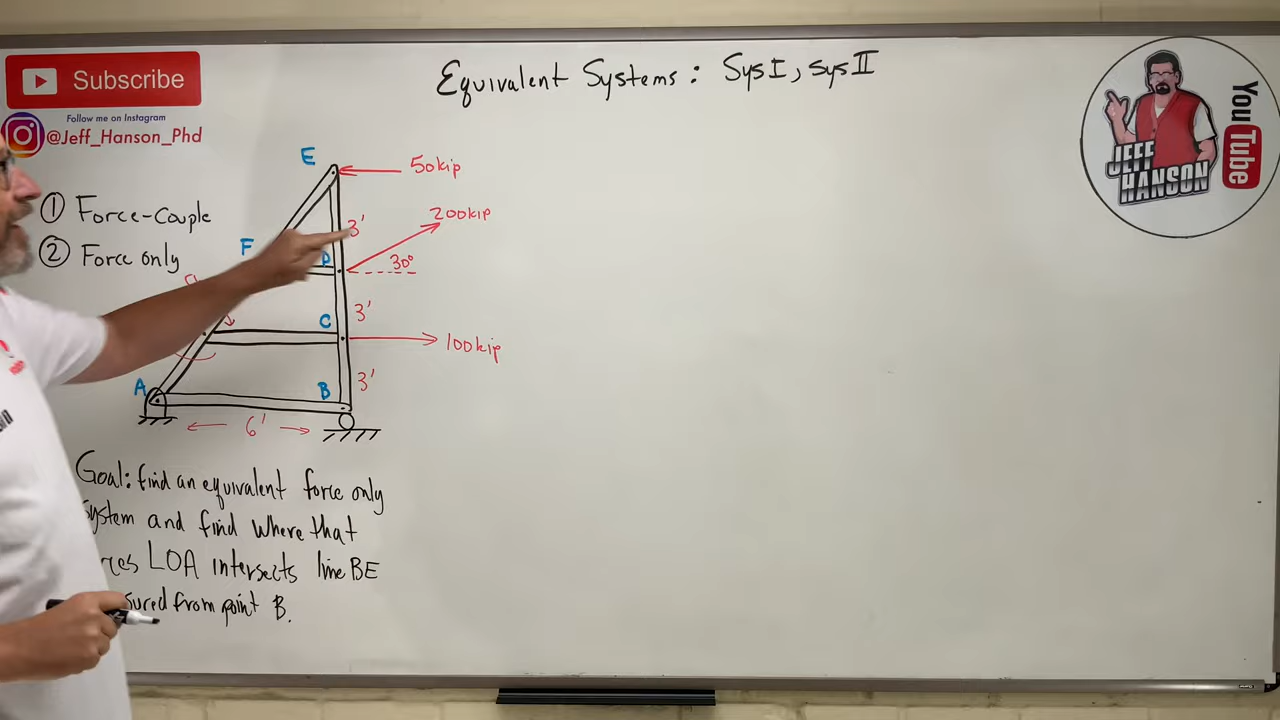 Subscribe
Follow me on Instagram
@Jeff_Hanson_Phd
Equivalent Systems: Sys I, Sys II
① Force-Couple
② Force only
E
50kip
3'
200kip
F
D
30°
3'
C
100kip
A
B
3'
6'
Goal: find an equivalent force only
System and find where that
LOA intersects line BE
from point B.
JEFF
HANSON
YouTube